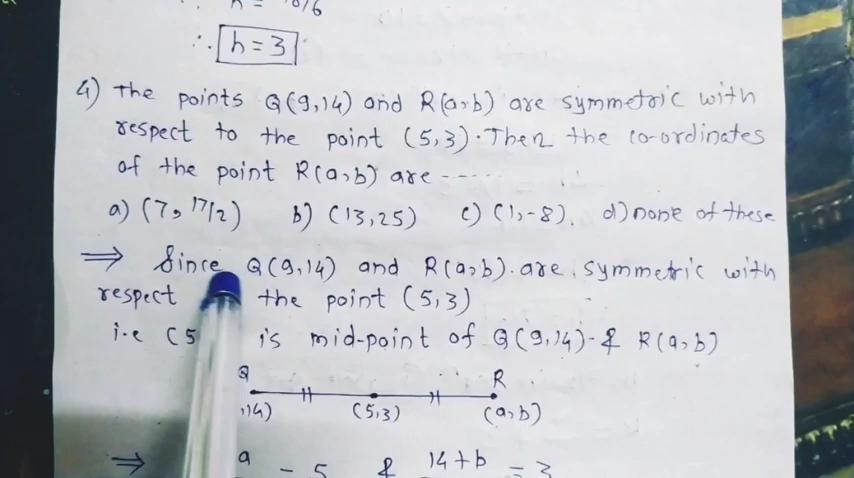 ∴ h = 3
4) The points Q(9,14) and R(a,b) are symmetric with
respect to the point (5,3). Then the co-ordinates
of the point R(a,b) are -----
a) (7, 17/2) b) (13,25) c) (1,-8). d) none of these
⇒ Since Q(9,14) and R(a,b). are symmetric with
respect the point (5,3)
i.e (5 is mid-point of Q(9,14) & R(a,b)
Q R
,14) (5,3) (a,b)
⇒ a = 5 & 14+b = 3